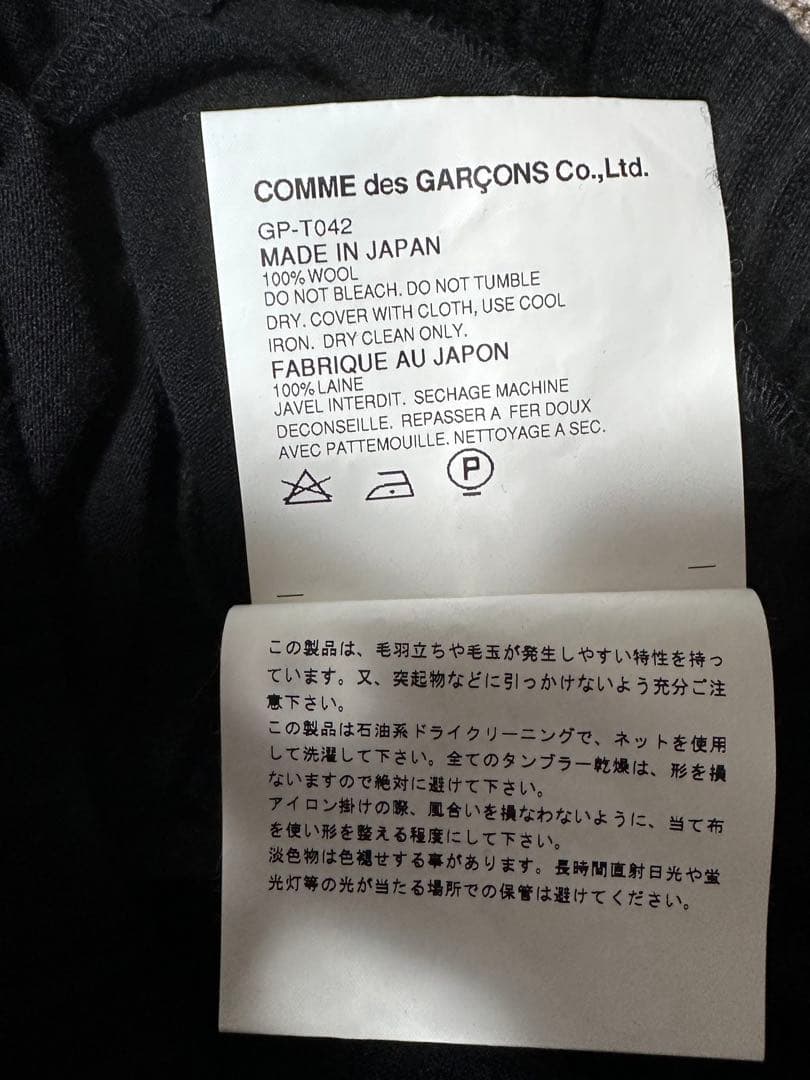 COMME des GARÇONS Co.,Ltd.
GP-T042
MADE IN JAPAN
100% WOOL
DO NOT BLEACH. DO NOT TUMBLE
DRY. COVER WITH CLOTH, USE COOL
IRON. DRY CLEAN ONLY.
FABRIQUE AU JAPON
100% LAINE
JAVEL INTERDIT. SECHAGE MACHINE
DECONSEILLE. REPASSER A FER DOUX
AVEC PATTEMOUILLE. NETTOYAGE A SEC.
P
この製品は、毛羽立ちや毛玉が発生しやすい特性を持っ
ています。又、突起物などに引っかけないよう充分ご注
意下さい。
この製品は石油系ドライクリーニングで、ネットを使用
して洗濯して下さい。全てのタンブラー乾燥は、形を損
ないますので絶対に避けて下さい。
アイロン掛けの際、風合いを損なわないように、当て布
を使い形を整える程度にして下さい。
淡色物は色褪せする事があります。長時間直射日光や蛍
光灯等の光が当たる場所での保管は避けてください。